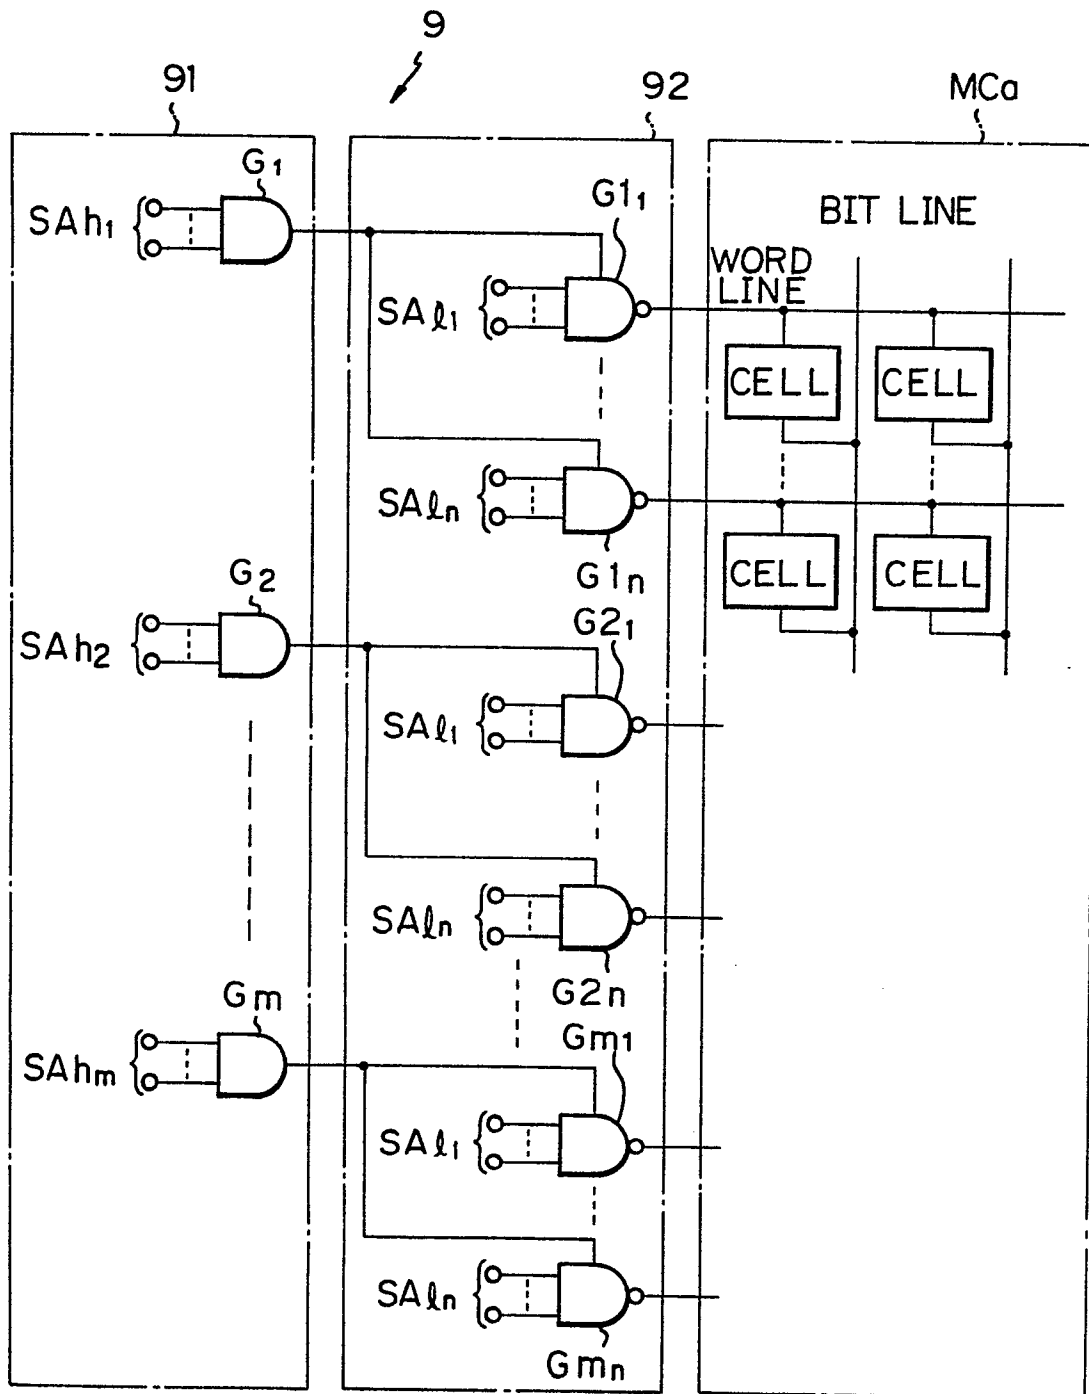 9
91
92
MCa
G1
SAh1
G11
SAl1
BIT LINE
WORD
LINE
CELL CELL
SAln
G1n
CELL CELL
G2
SAh2
G21
SAl1
SAln
G2n
Gm
SAhm
Gm1
SAl1
SAln
Gmn